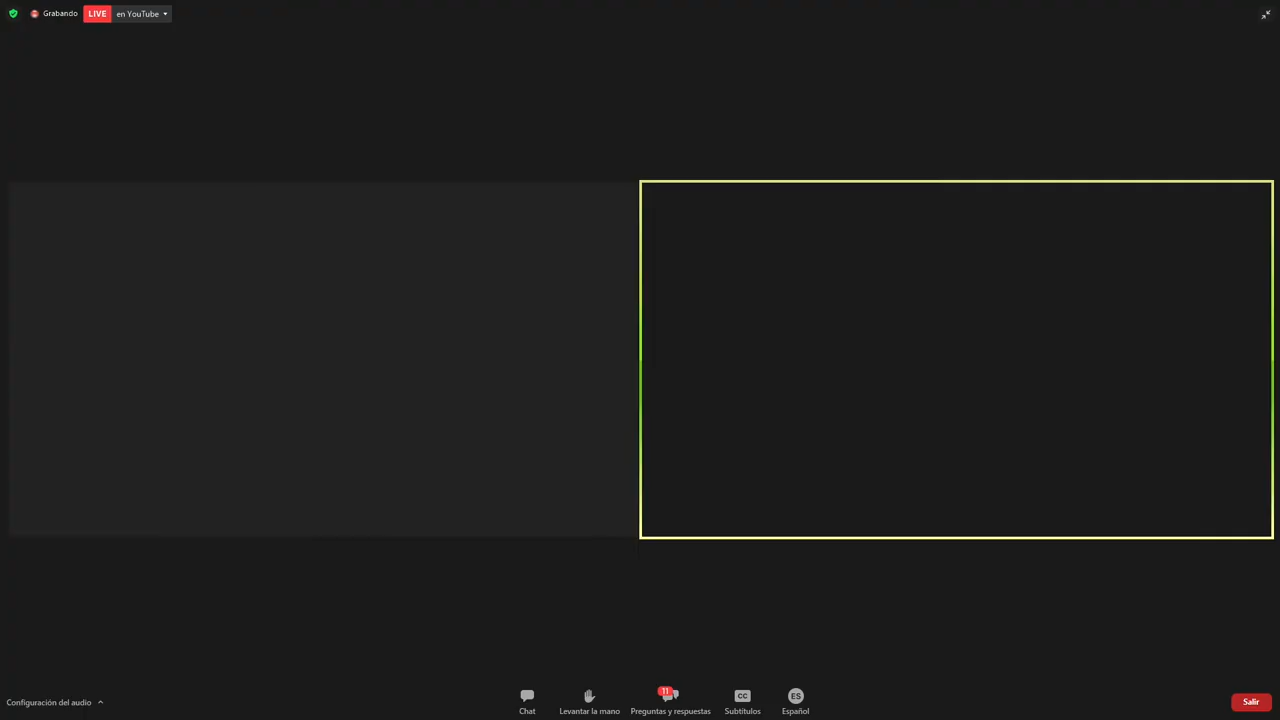 Grabando LIVE en YouTube
11
CC ES
Configuración del audio Chat Levantar la mano Preguntas y respuestas Subtítulos Español Salir